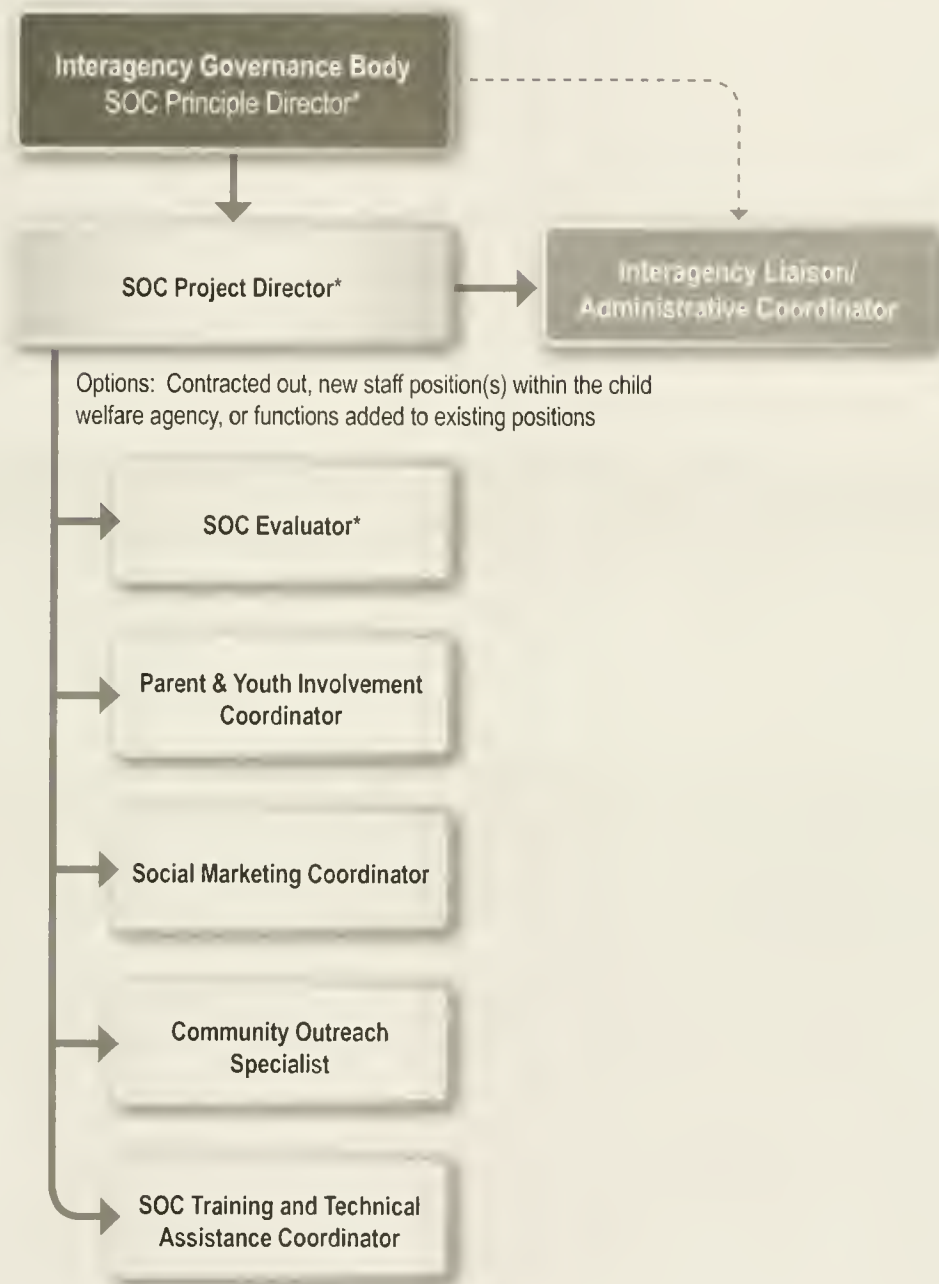 Interagency Governance Body
SOC Principle Director*
SOC Project Director*
Interagency Liaison/
Administrative Coordinator
Options: Contracted out, new staff position(s) within the child
welfare agency, or functions added to existing positions
SOC Evaluator*
Parent & Youth Involvement
Coordinator
Social Marketing Coordinator
Community Outreach
Specialist
SOC Training and Technical
Assistance Coordinator